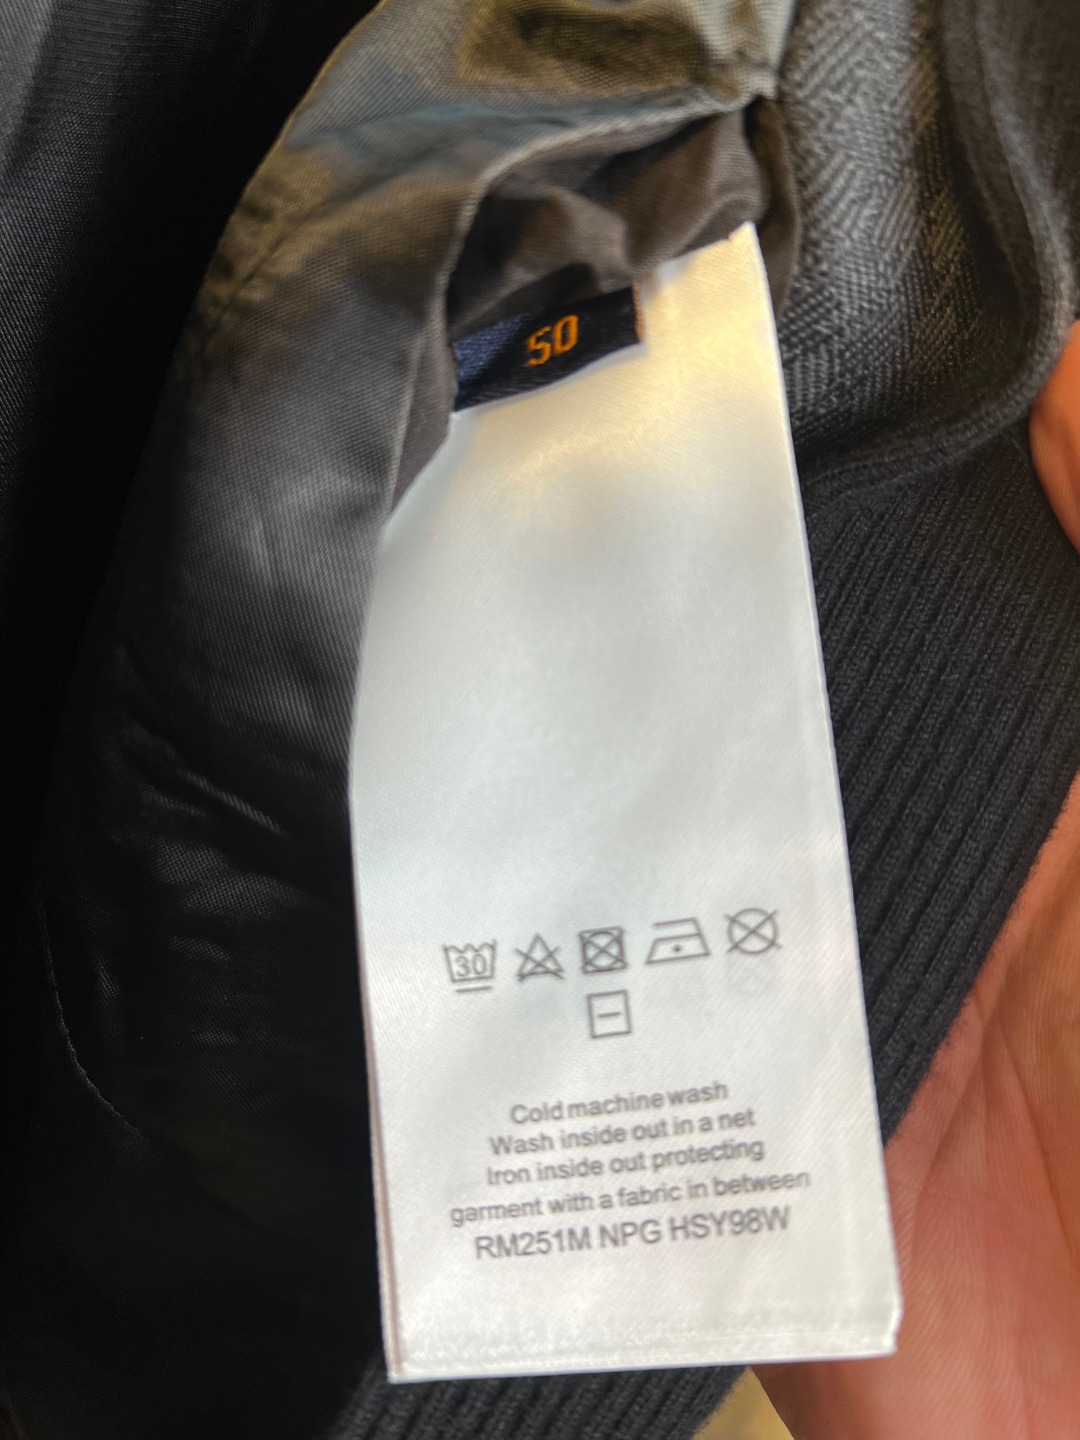 50
30
Cold machine wash
Wash inside out in a net
Iron inside out protecting
garment with a fabric in between
RM251M NPG HSY98W